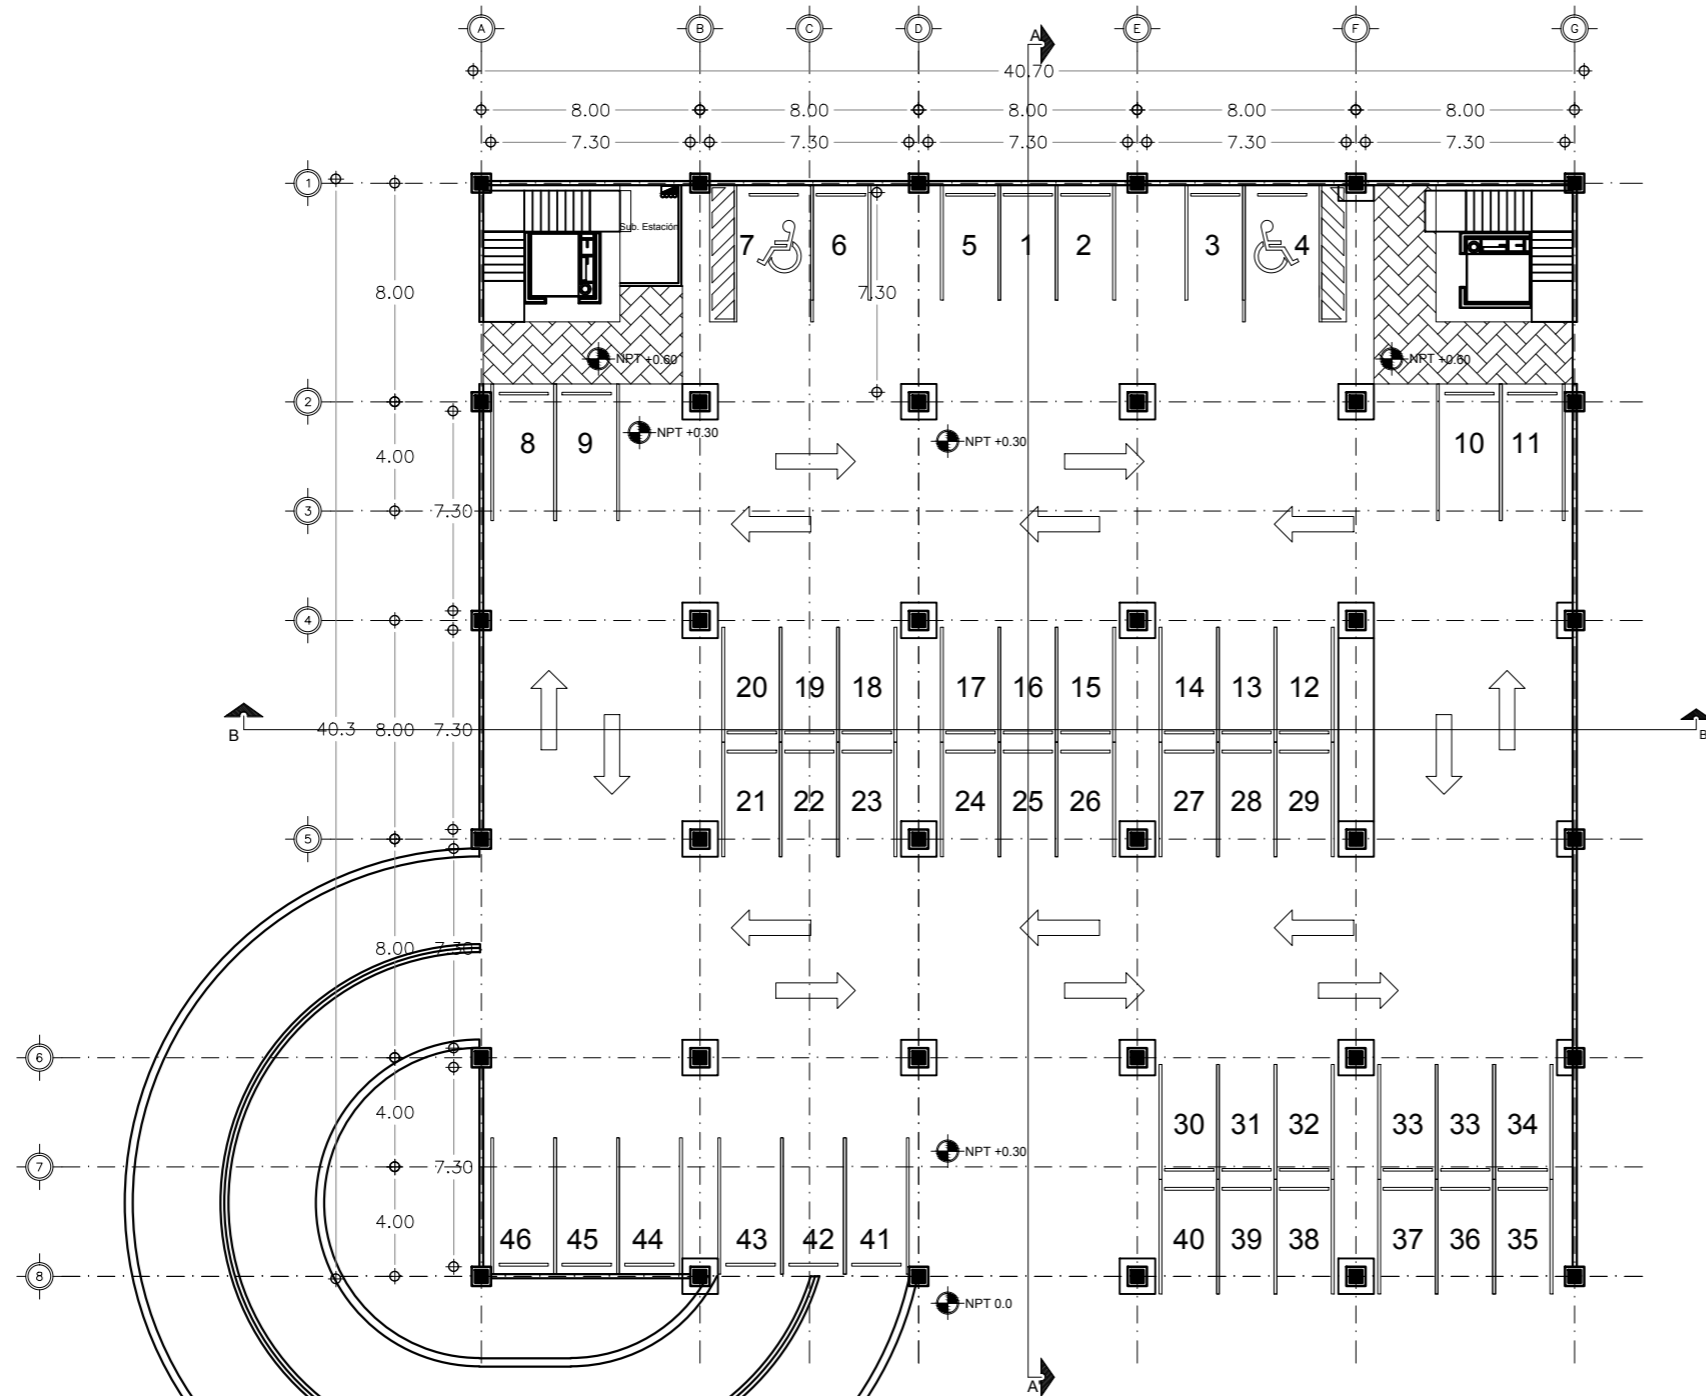 A B C D E F G
A
40.70
8.00 8.00 8.00 8.00 8.00
7.30 7.30 7.30 7.30 7.30
1
Sub. Estación
7 6 5 1 2 3 4
8.00 7.30
NPT +0.60 NPT +0.60
2
8 9 NPT +0.30 NPT +0.30 10 11
4.00
3 7.30
4
20 19 18 17 16 15 14 13 12
B 40.3 8.00 7.30 B
21 22 23 24 25 26 27 28 29
5
8.00 7.30
6
4.00 30 31 32 33 33 34
NPT +0.30
7 7.30
4.00
46 45 44 43 42 41 40 39 38 37 36 35
8
NPT 0.0
A